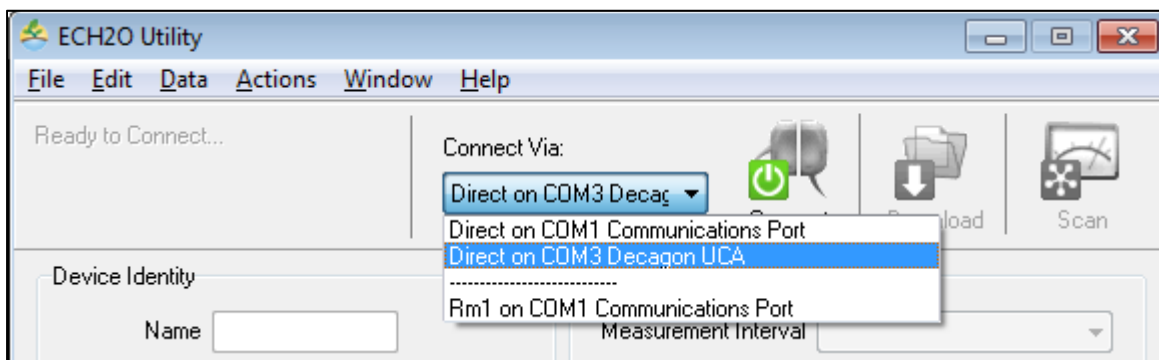 ECH2O Utility
File Edit Data Actions Window Help
Ready to Connect...
Connect Via:
Direct on COM3 Decag
Scan
Direct on COM1 Communications Port
Direct on COM3 Decagon UCA
----------------------------
Rm1 on COM1 Communications Port
Device Identity
Name
Measurement Interval